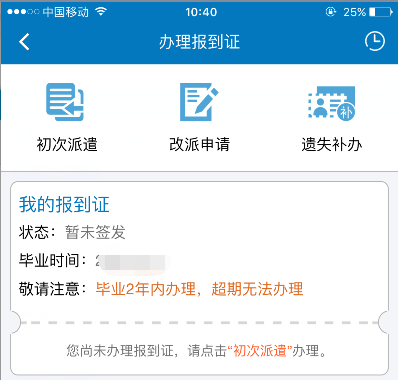 中国移动 10:40 25%
办理报到证
初次派遣 改派申请 遗失补办
补
我的报到证
状态：暂未签发
毕业时间：
敬请注意：毕业2年内办理，超期无法办理
您尚未办理报到证，请点击“初次派遣”办理。